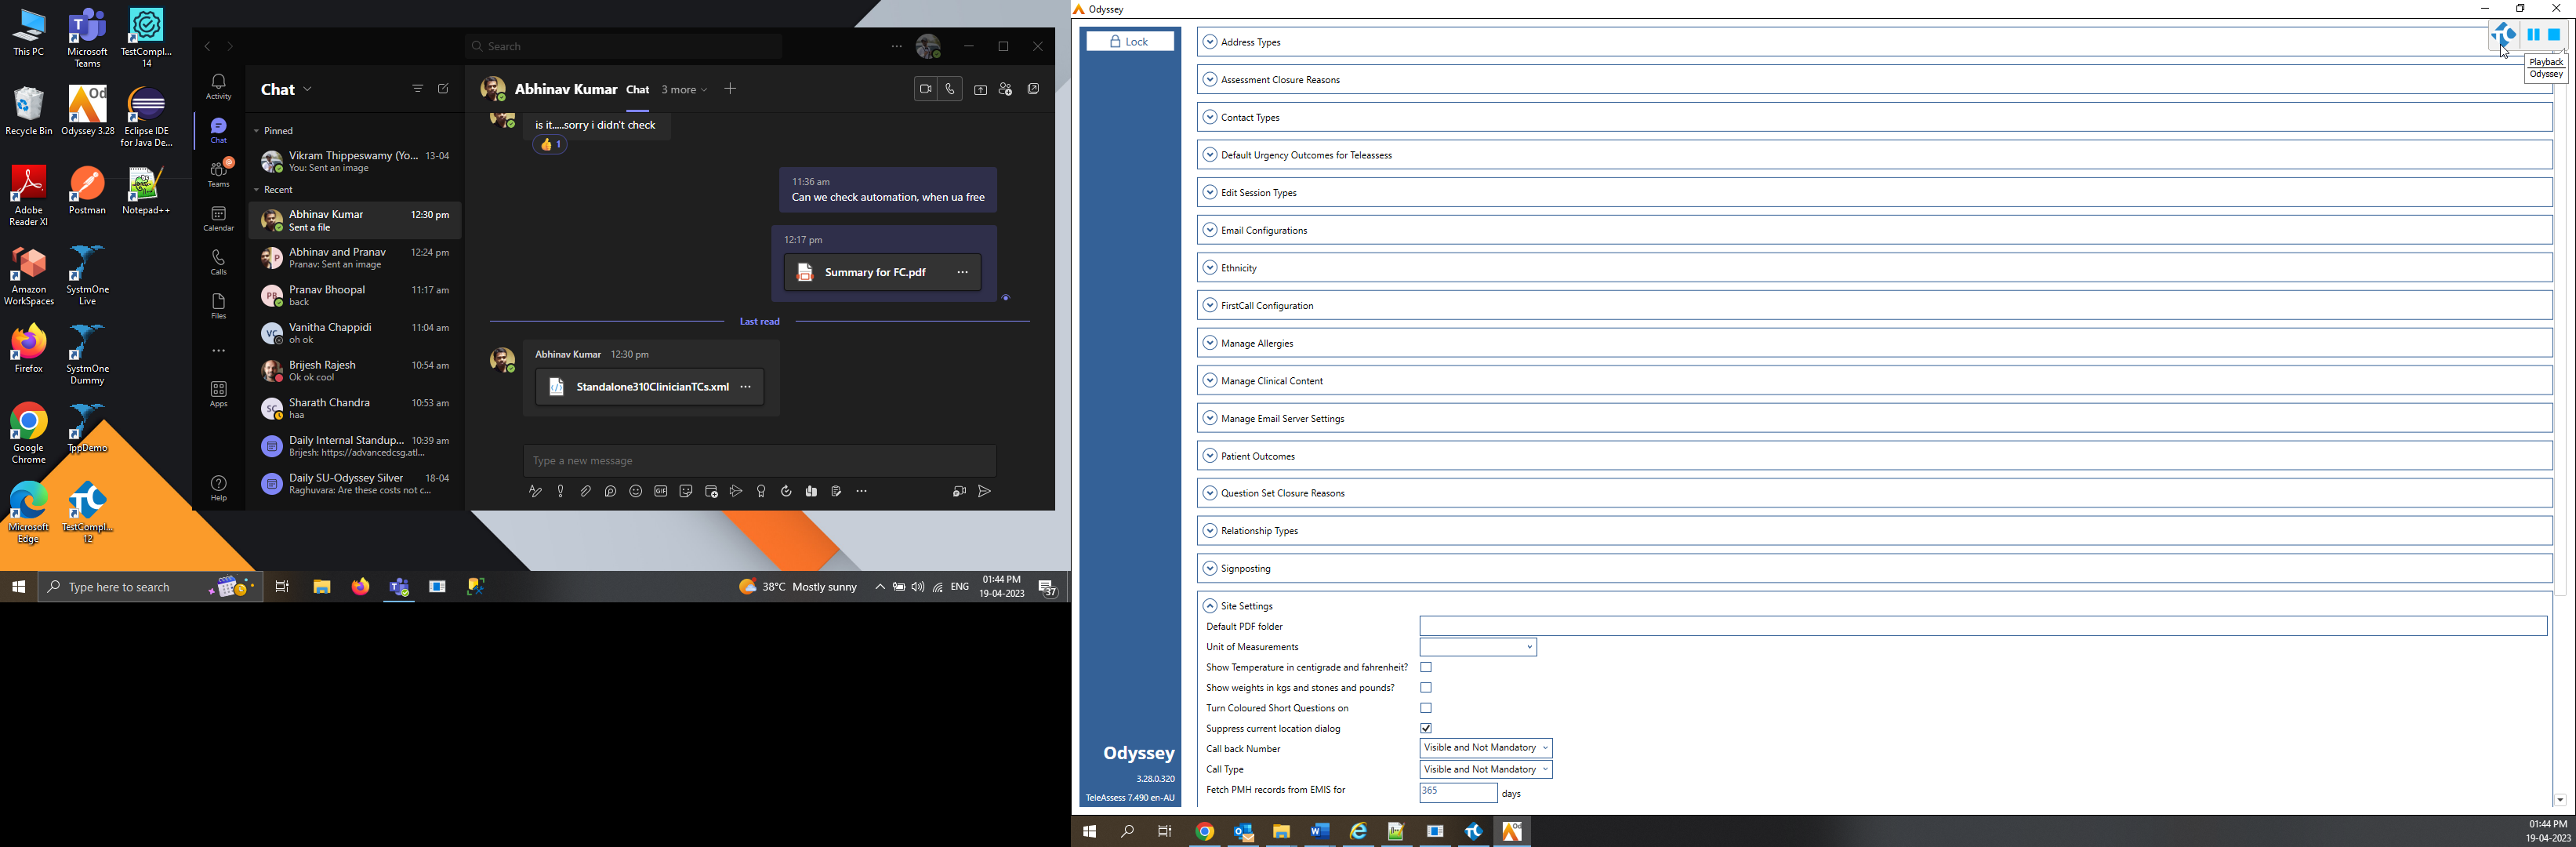 This PC
Microsoft
Teams
TestCompl...
14
Recycle Bin
Odyssey 3.28
Eclipse IDE
for Java De...
Adobe
Reader XI
Postman
Notepad++
Amazon
WorkSpaces
SystmOne
Live
Firefox
SystmOne
Dummy
Google
Chrome
TppDemo
Microsoft
Edge
TestCompl...
12
Search
Activity
Chat
Teams
Calendar
Calls
Files
Apps
Help
Chat
Pinned
Vikram Thippeswamy (Yo... 13-04
You: Sent an image
Recent
Abhinav Kumar 12:30 pm
Sent a file
Abhinav and Pranav 12:24 pm
Pranav: Sent an image
Pranav Bhoopal 11:17 am
back
Vanitha Chappidi 11:04 am
oh ok
Brijesh Rajesh 10:54 am
Ok ok cool
Sharath Chandra 10:53 am
haa
Daily Internal Standup... 10:39 am
Brijesh: https://advancedcsg.atl...
Daily SU-Odyssey Silver 18-04
Raghuvara: Are these costs not c...
Abhinav Kumar Chat 3 more
is it.....sorry i didn't check
1
11:36 am
Can we check automation, when ua free
12:17 pm
Summary for FC.pdf
Last read
Abhinav Kumar 12:30 pm
Standalone310ClinicianTCs.xml
Type a new message
Type here to search
38°C Mostly sunny
ENG
01:44 PM
19-04-2023
37
Odyssey
Lock
Address Types
Assessment Closure Reasons
Contact Types
Default Urgency Outcomes for Teleassess
Edit Session Types
Email Configurations
Ethnicity
FirstCall Configuration
Manage Allergies
Manage Clinical Content
Manage Email Server Settings
Patient Outcomes
Question Set Closure Reasons
Relationship Types
Signposting
Site Settings
Default PDF folder
Unit of Measurements
Show Temperature in centigrade and fahrenheit?
Show weights in kgs and stones and pounds?
Turn Coloured Short Questions on
Suppress current location dialog
Call back Number Visible and Not Mandatory
Call Type Visible and Not Mandatory
Fetch PMH records from EMIS for 365 days
Odyssey
3.28.0.320
TeleAssess 7.490 en-AU
Playback
Odyssey
01:44 PM
19-04-2023